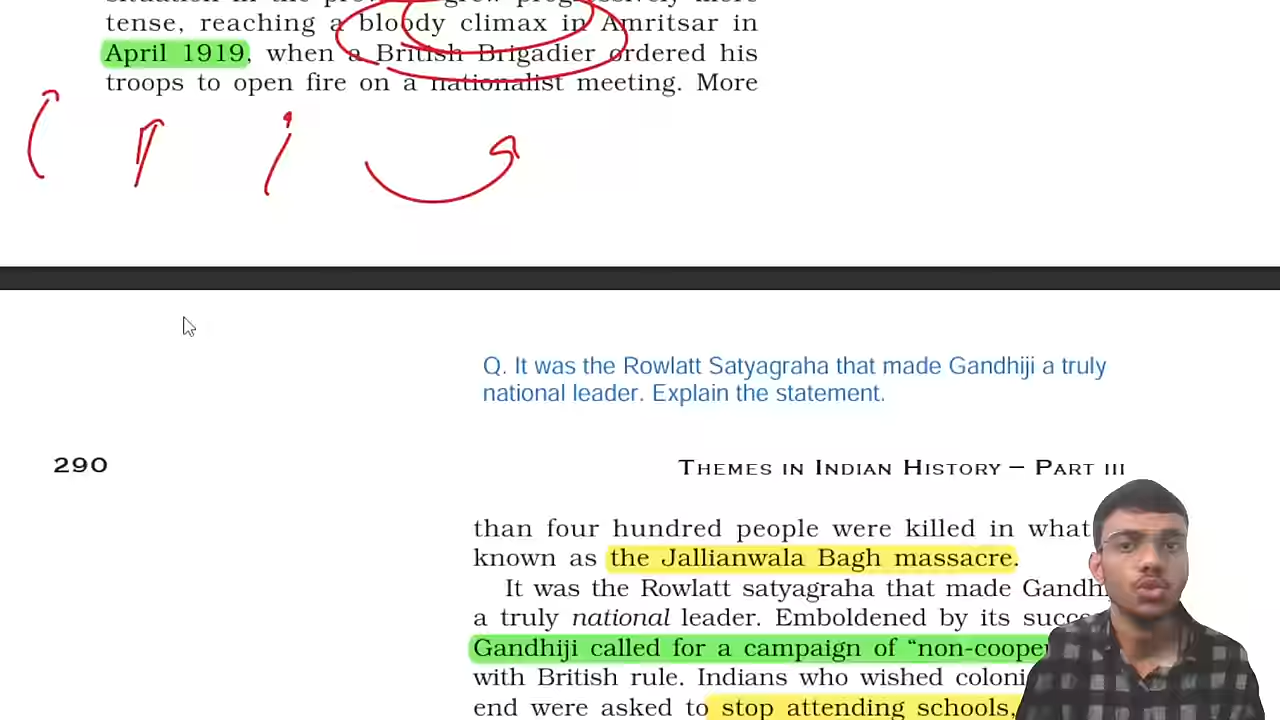 tense, reaching a bloody climax in Amritsar in
April 1919, when a British Brigadier ordered his
troops to open fire on a nationalist meeting. More
Q. It was the Rowlatt Satyagraha that made Gandhiji a truly
national leader. Explain the statement.
290
THEMES IN INDIAN HISTORY – PART III
than four hundred people were killed in what
known as the Jallianwala Bagh massacre.
It was the Rowlatt satyagraha that made Gandh
a truly national leader. Emboldened by its succe
Gandhiji called for a campaign of “non-cooper
with British rule. Indians who wished coloni
end were asked to stop attending schools,